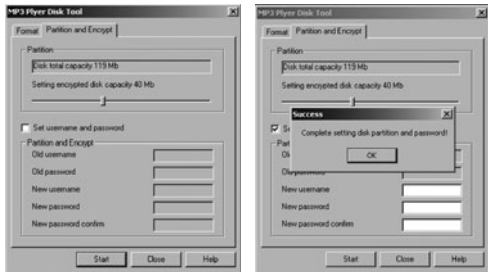 MP3 Plyer Disk Tool
Format Partition and Encrypt
Partition
Disk total capacity 119 Mb
Setting encrypted disk capacity 40 Mb
Set username and password
Partition and Encrypt
Old username
Old password
New username
New password
New password confirm
Start Close Help
MP3 Plyer Disk Tool
Format Partition and Encrypt
Partition
Disk total capacity 119 Mb
Setting encrypted disk capacity 40 Mb
Success
Complete setting disk partition and password!
OK
New username
New password
New password confirm
Start Close Help